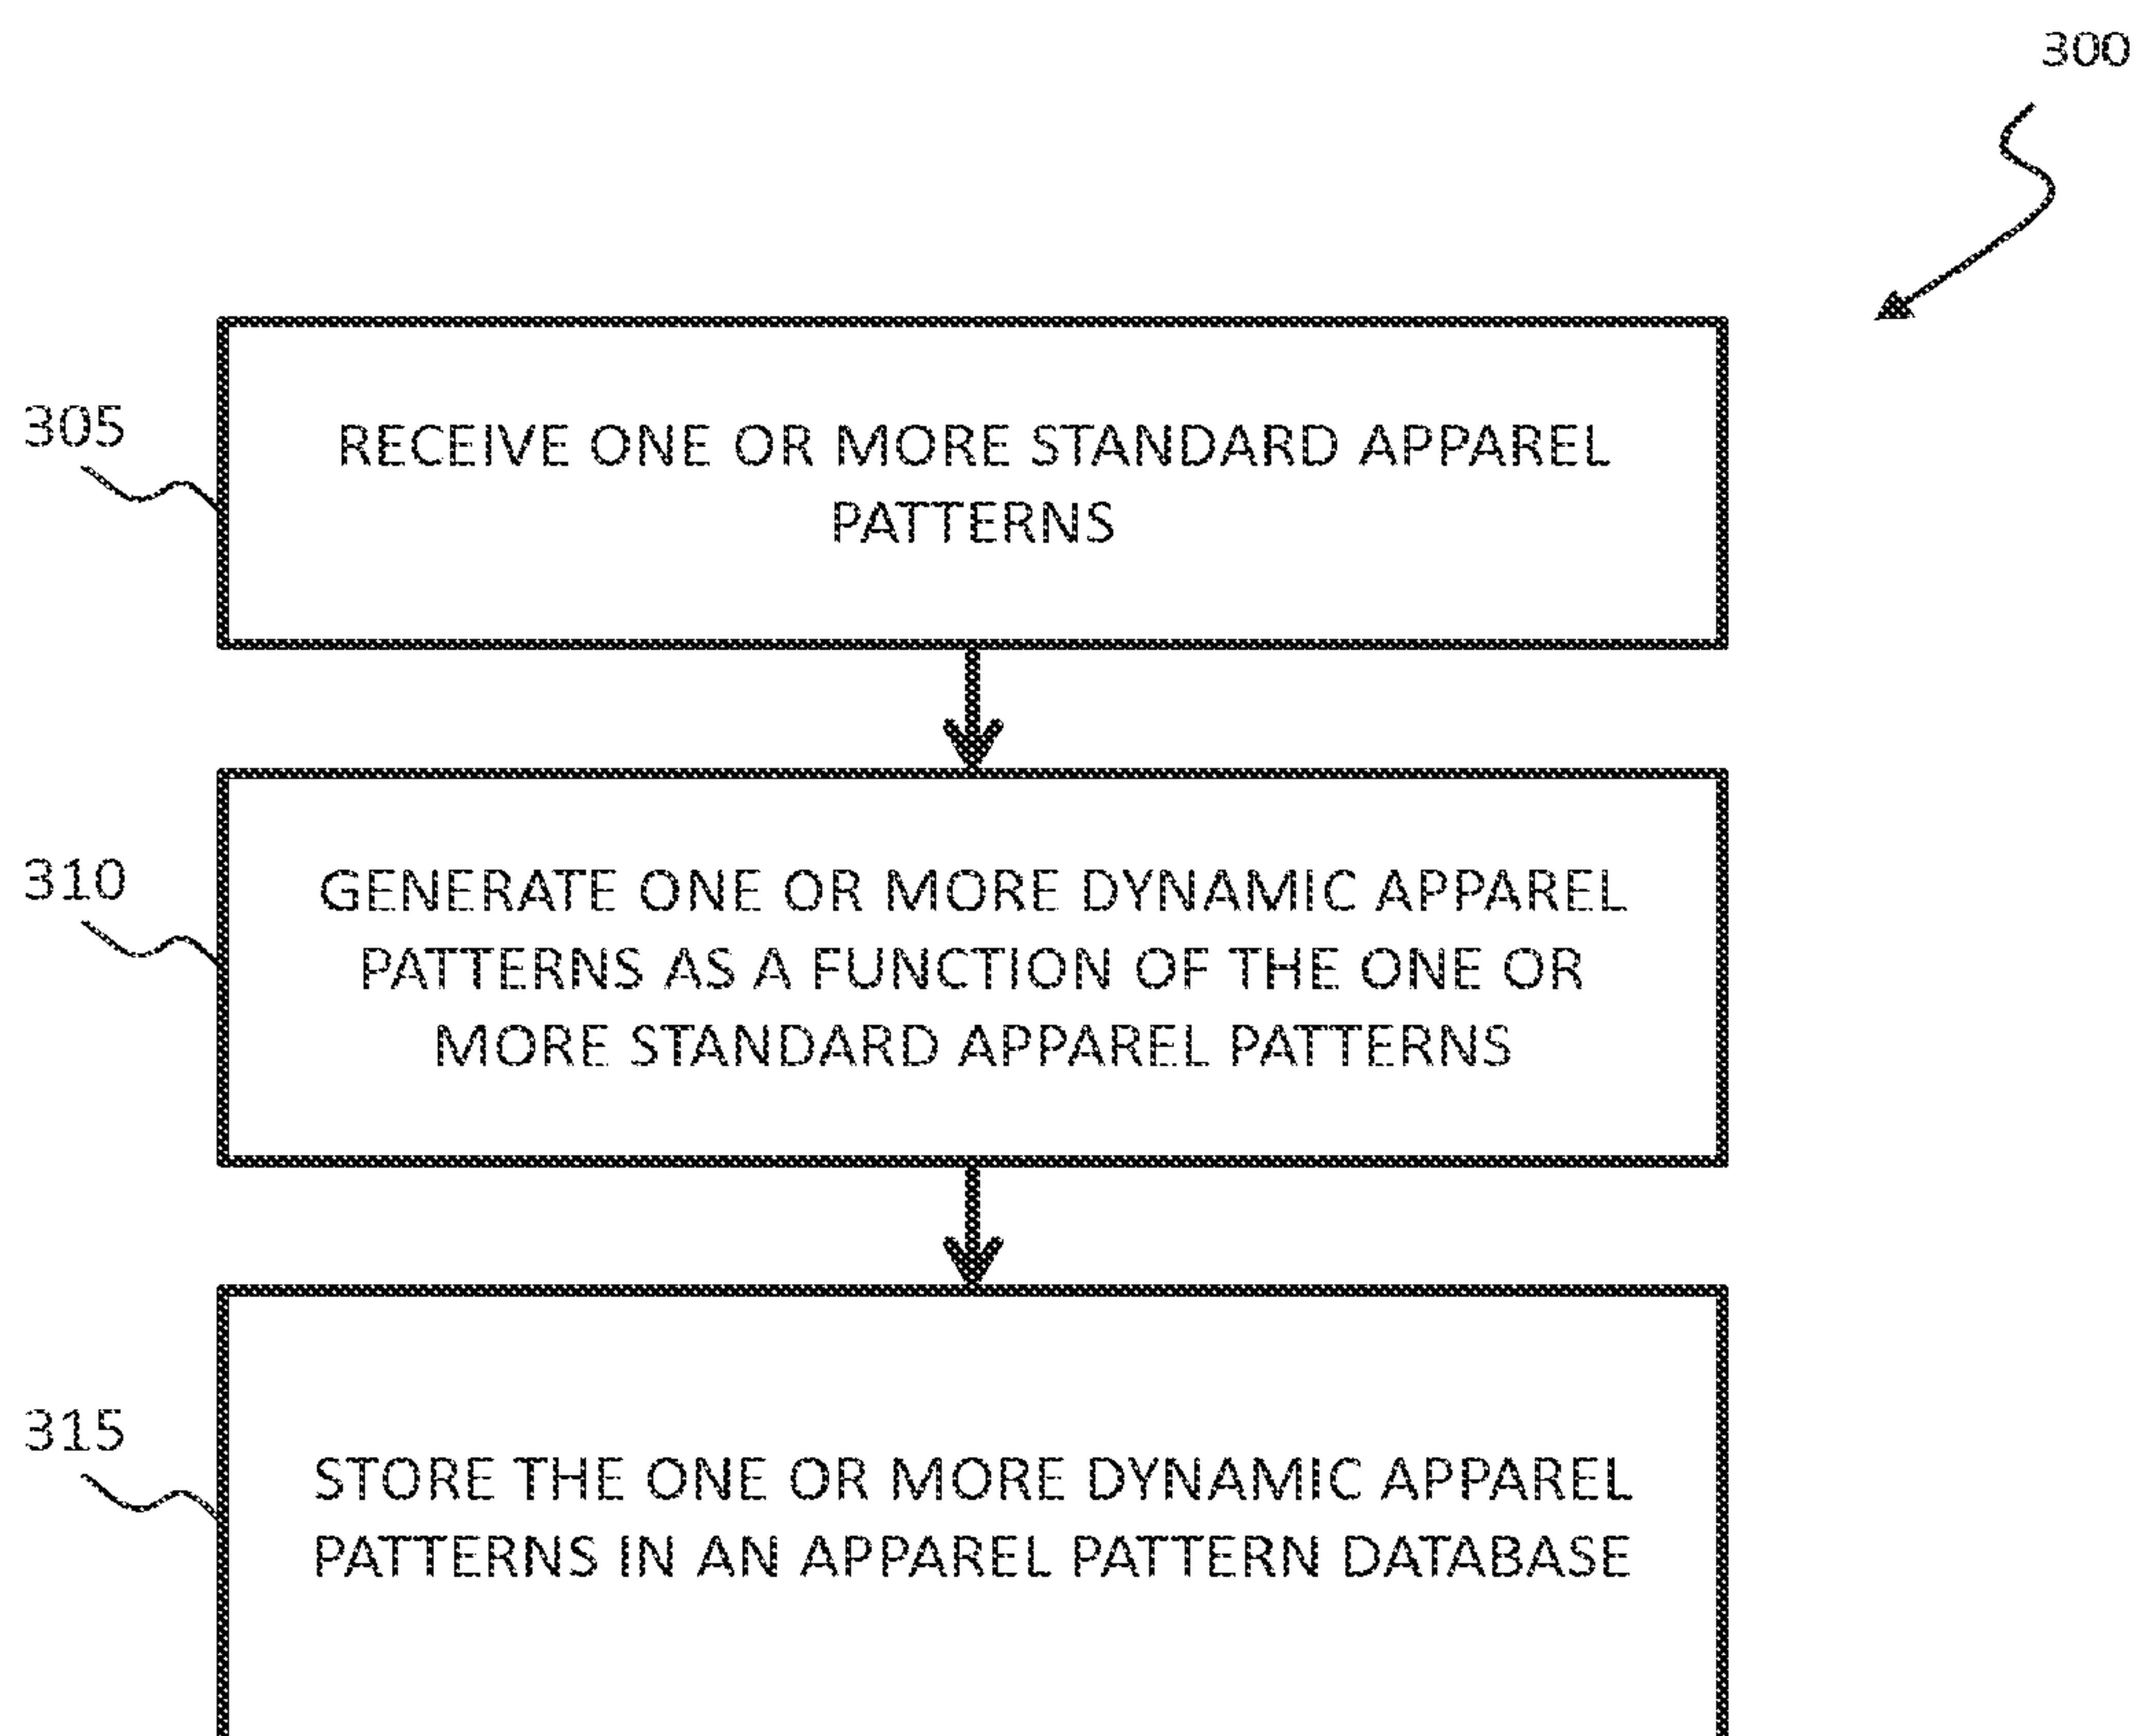 300
305
RECEIVE ONE OR MORE STANDARD APPAREL
PATTERNS
310
GENERATE ONE OR MORE DYNAMIC APPAREL
PATTERNS AS A FUNCTION OF THE ONE OR
MORE STANDARD APPAREL PATTERNS
315
STORE THE ONE OR MORE DYNAMIC APPAREL
PATTERNS IN AN APPAREL PATTERN DATABASE